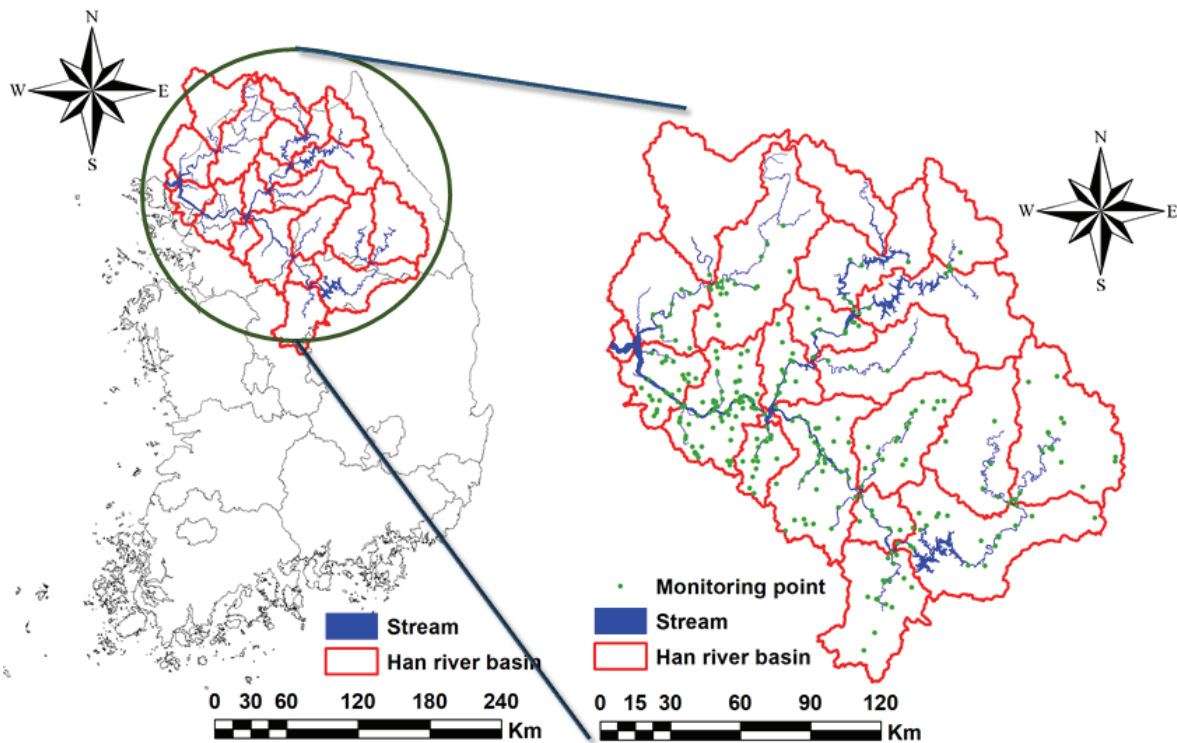 N
W E
S
Stream
Han river basin
0 30 60 120 180 240
Km
N
W E
S
Monitoring point
Stream
Han river basin
0 15 30 60 90 120
Km